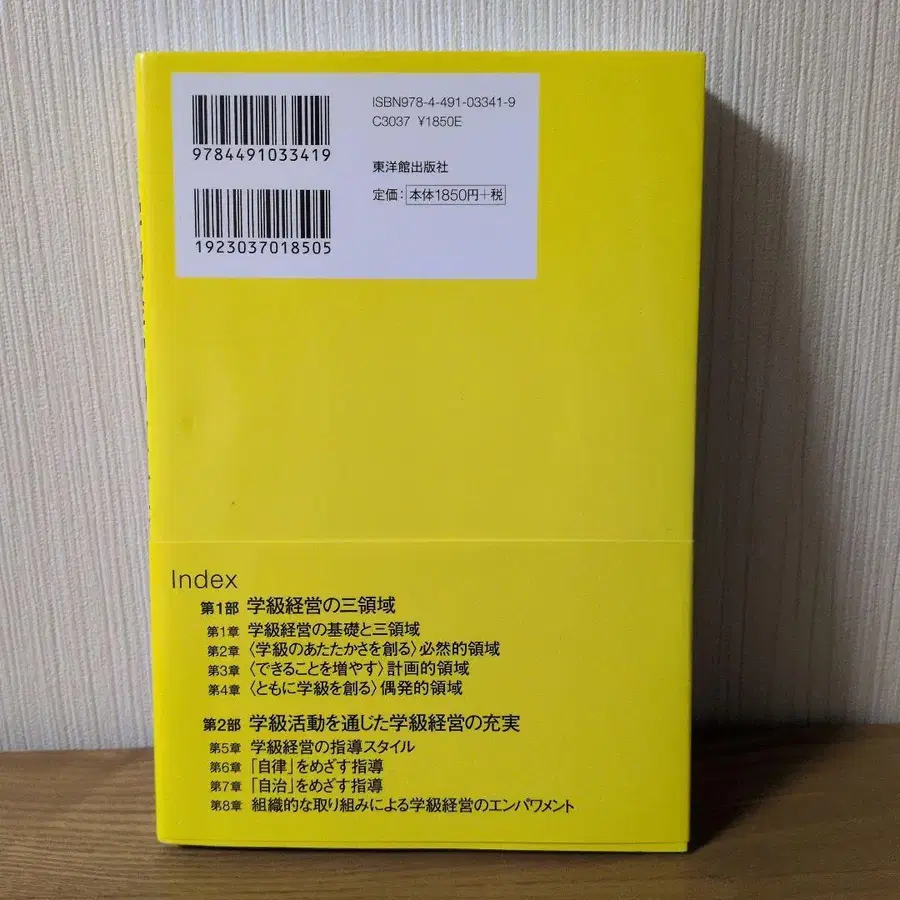 ISBN978-4-491-03341-9
C3037 ¥1850E
9784491033419
東洋館出版社
定価：本体1850円＋税
1923037018505
Index
第1部 学級経営の三領域
第1章 学級経営の基礎と三領域
第2章 〈学級のあたたかさを創る〉必然的領域
第3章 〈できることを増やす〉計画的領域
第4章 〈ともに学級を創る〉偶発的領域
第2部 学級活動を通じた学級経営の充実
第5章 学級経営の指導スタイル
第6章 「自律」をめざす指導
第7章 「自治」をめざす指導
第8章 組織的な取り組みによる学級経営のエンパワメント